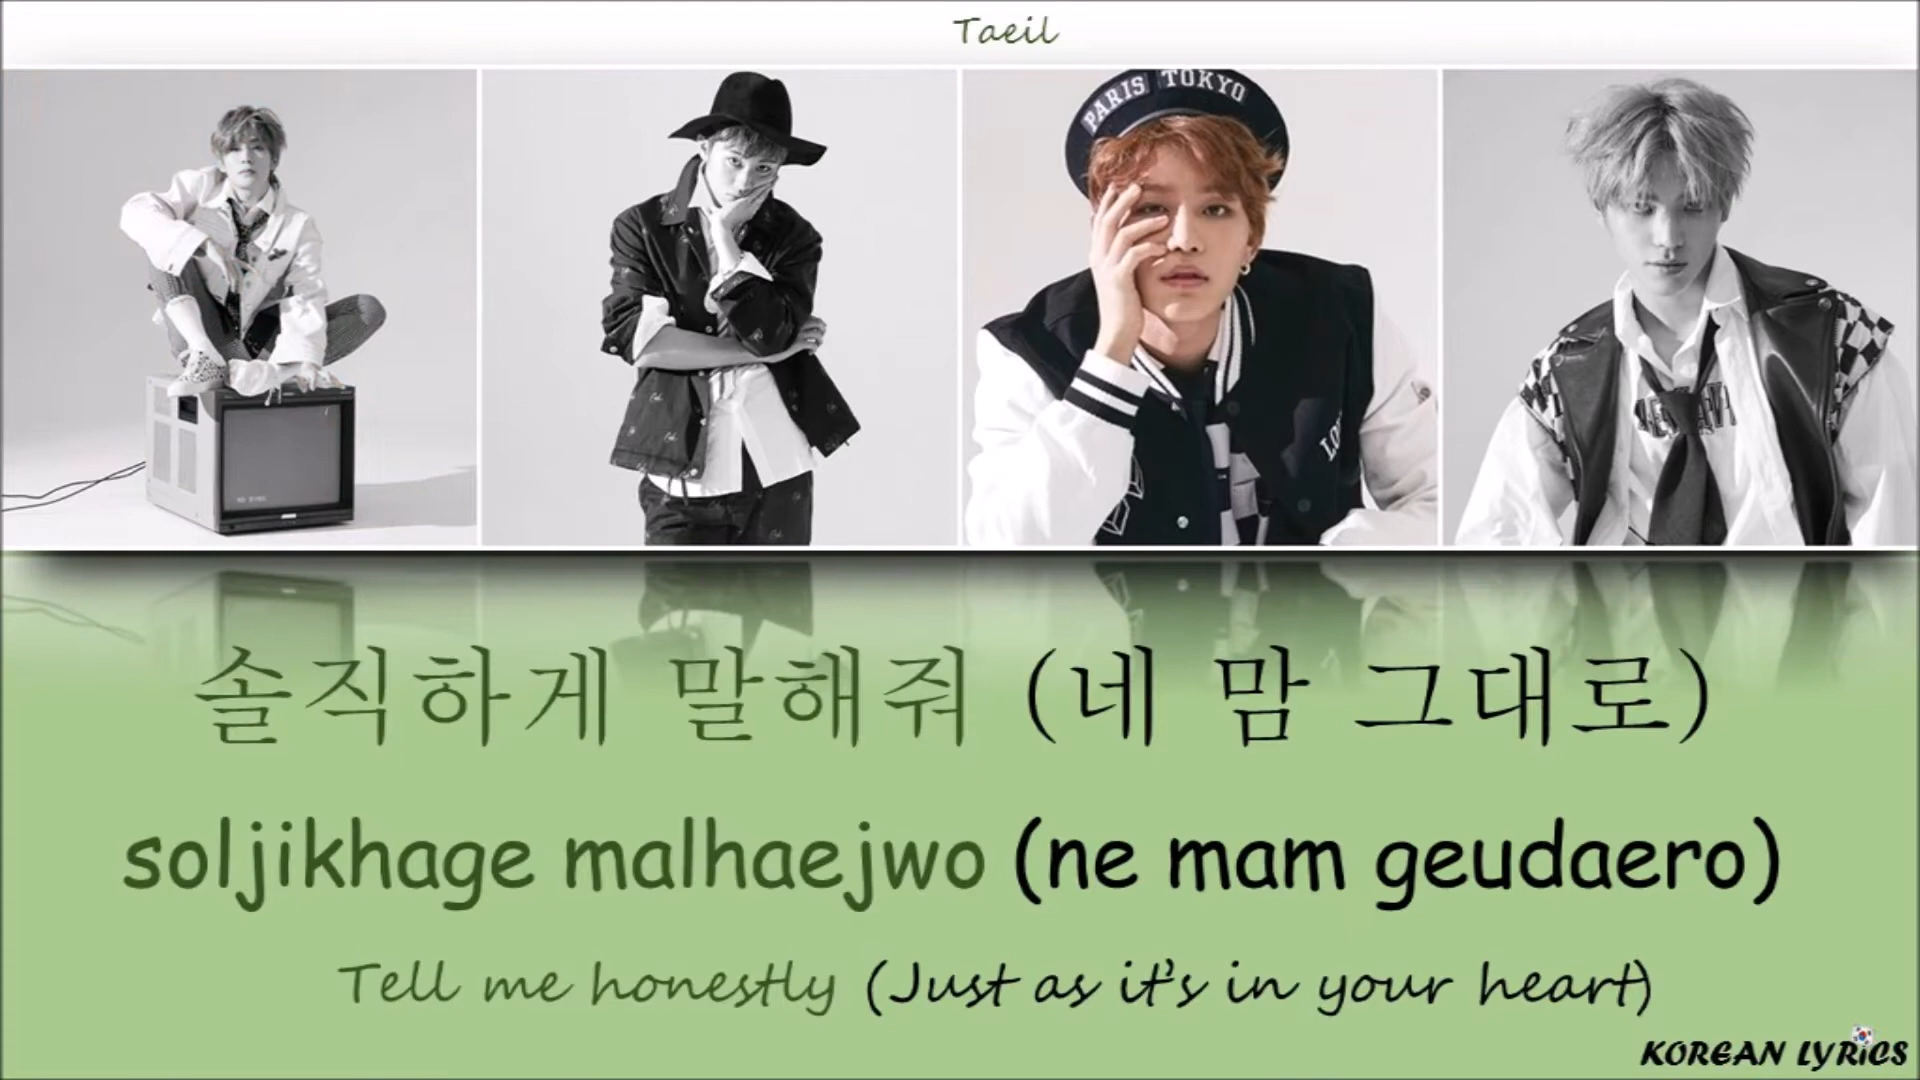 Taeil
PARIS TOKYO
솔직하게 말해줘 (네 맘 그대로)
soljikhage malhaejwo (ne mam geudaero)
Tell me honestly (Just as it's in your heart)
KOREAN LYRICS